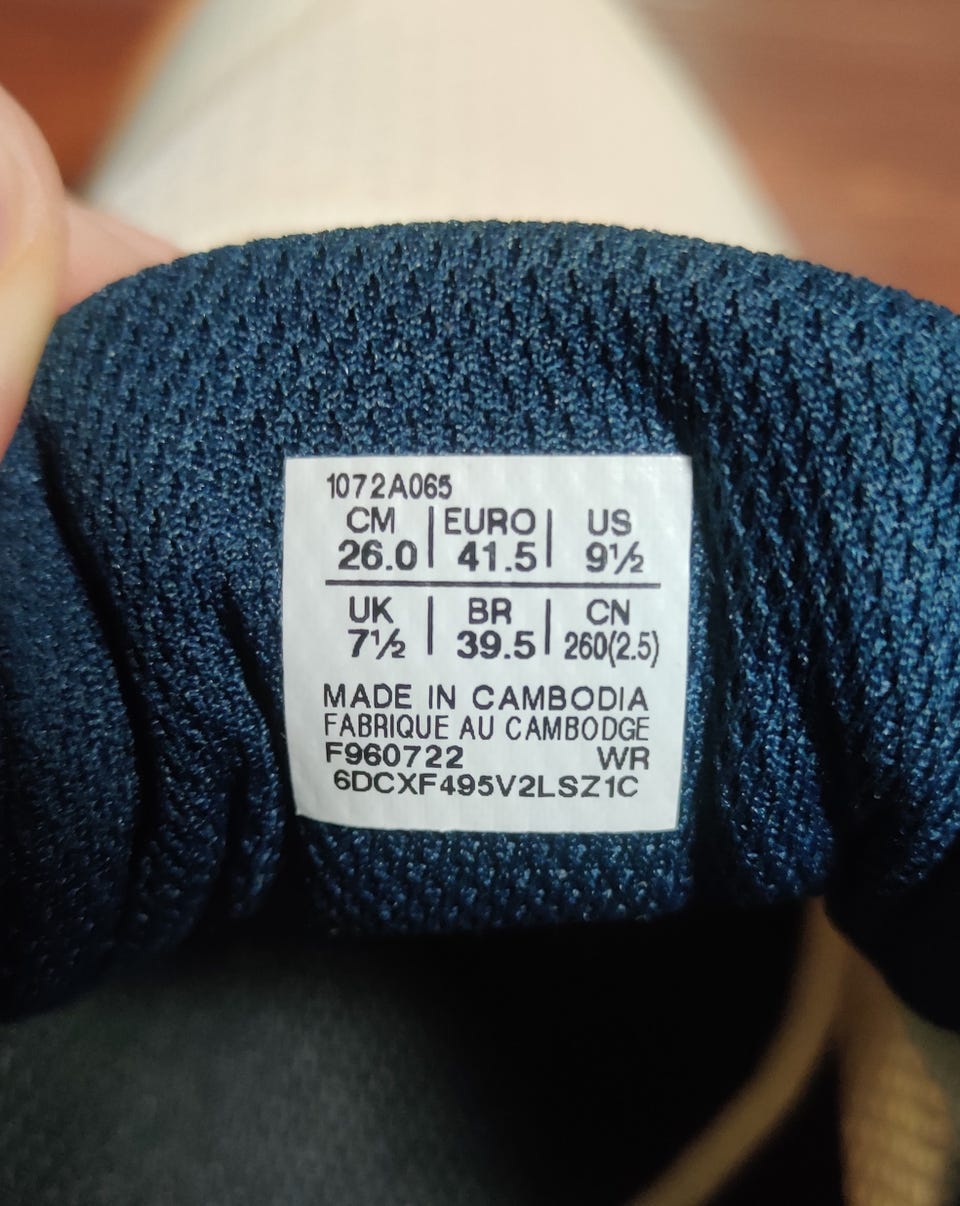 1072A065
CM | EURO | US
26.0 | 41.5 | 9½
UK | BR | CN
7½ | 39.5 | 260(2.5)
MADE IN CAMBODIA
FABRIQUE AU CAMBODGE
F960722 WR
6DCXF495V2LSZ1C